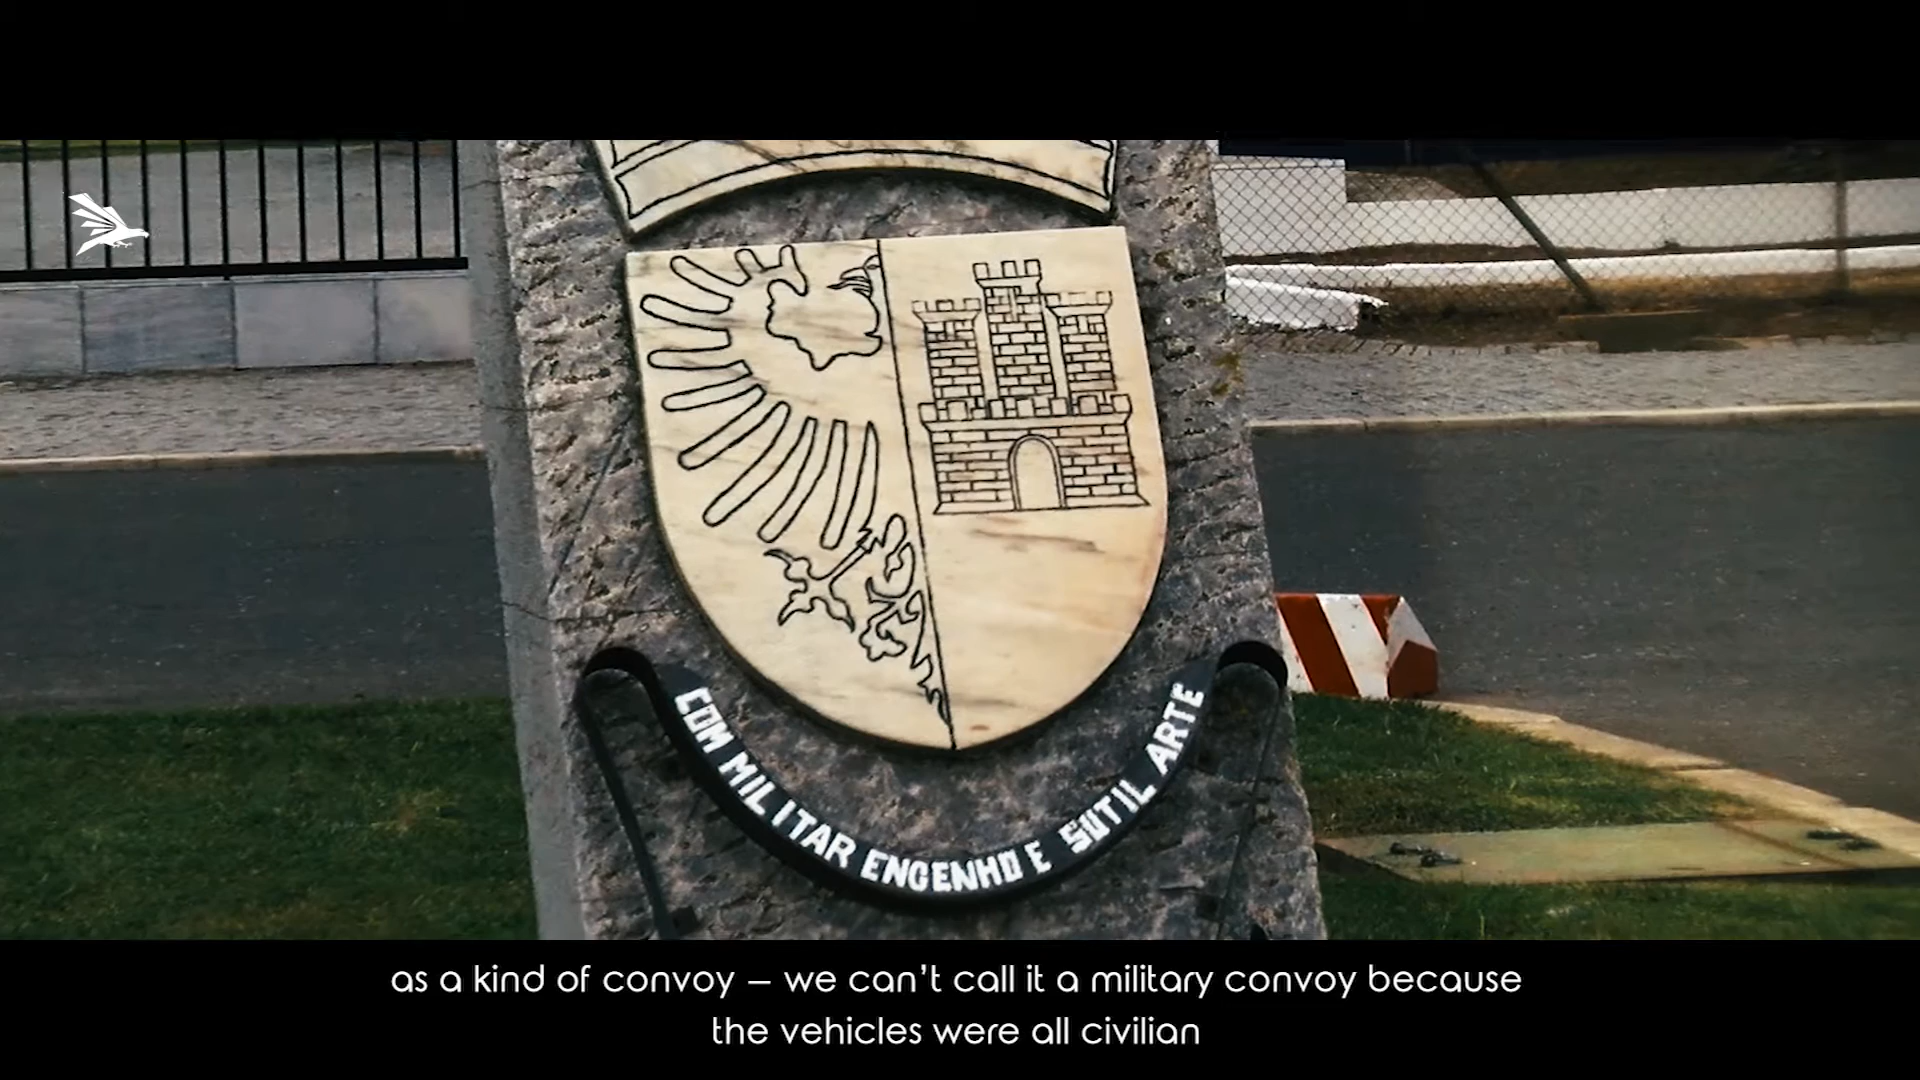 COM MILITAR ENGENHO E SUTIL ARTE
as a kind of convoy – we can't call it a military convoy because
the vehicles were all civilian